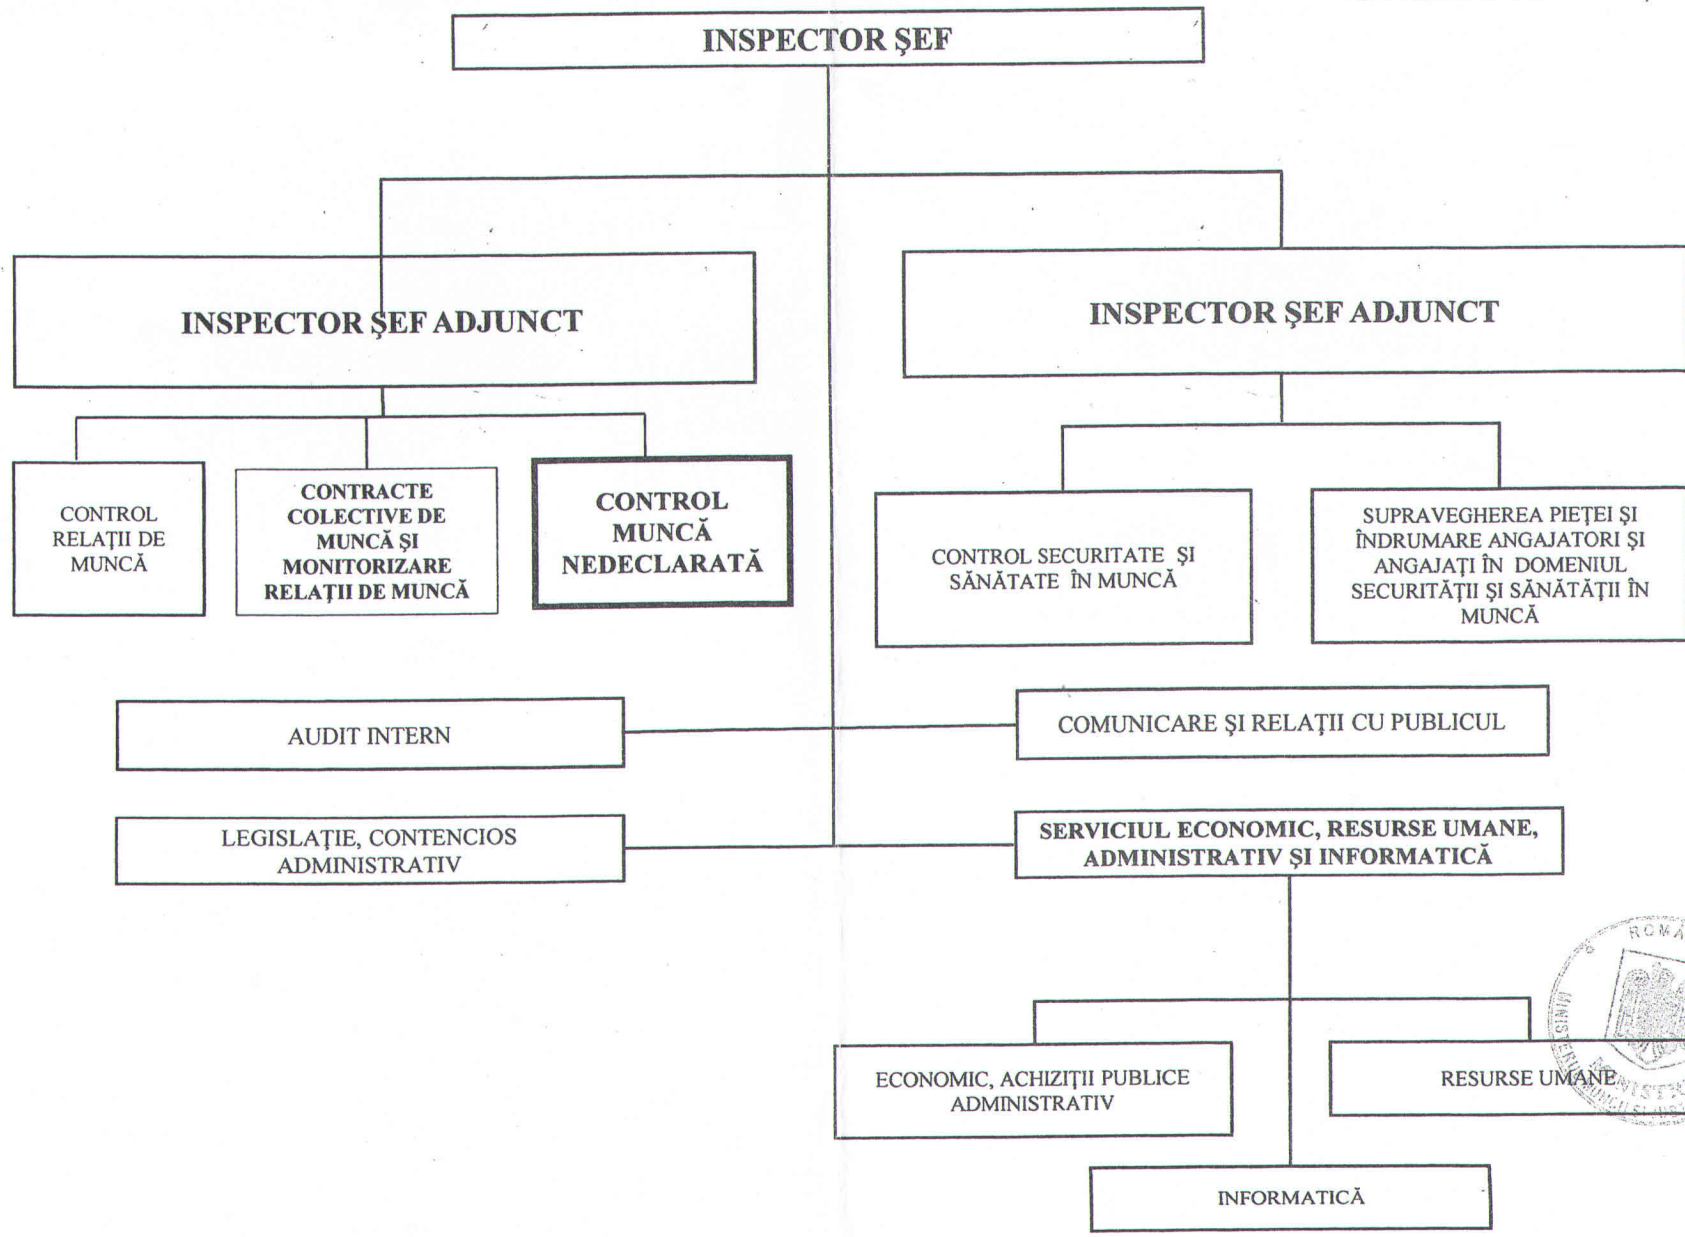 INSPECTOR ŞEF
INSPECTOR ŞEF ADJUNCT
INSPECTOR ŞEF ADJUNCT
CONTROL
RELAŢII DE
MUNCĂ
CONTRACTE
COLECTIVE DE
MUNCĂ ŞI
MONITORIZARE
RELAŢII DE MUNCĂ
CONTROL
MUNCĂ
NEDECLARATĂ
CONTROL SECURITATE ŞI
SĂNĂTATE ÎN MUNCĂ
SUPRAVEGHEREA PIEŢEI ŞI
ÎNDRUMARE ANGAJATORI ŞI
ANGAJAŢI ÎN DOMENIUL
SECURITĂŢII ŞI SĂNĂTĂŢII ÎN
MUNCĂ
AUDIT INTERN
COMUNICARE ŞI RELAŢII CU PUBLICUL
LEGISLAŢIE, CONTENCIOS
ADMINISTRATIV
SERVICIUL ECONOMIC, RESURSE UMANE,
ADMINISTRATIV ŞI INFORMATICĂ
ECONOMIC, ACHIZIŢII PUBLICE
ADMINISTRATIV
RESURSE UMANE
INFORMATICĂ